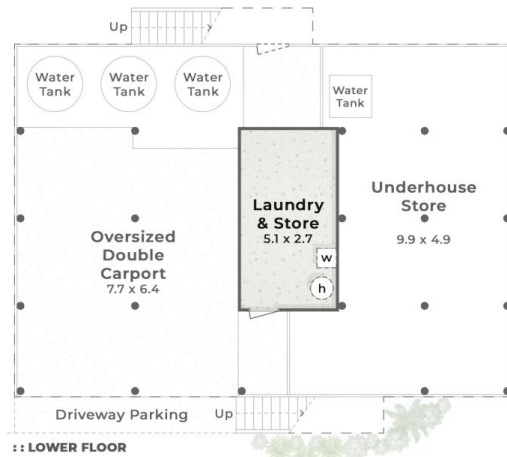 Up
Water
Tank
Water
Tank
Water
Tank
Water
Tank
Laundry
& Store
5.1 x 2.7
w
h
Underhouse
Store
9.9 x 4.9
Oversized
Double
Carport
7.7 x 6.4
Driveway Parking
Up
:: LOWER FLOOR